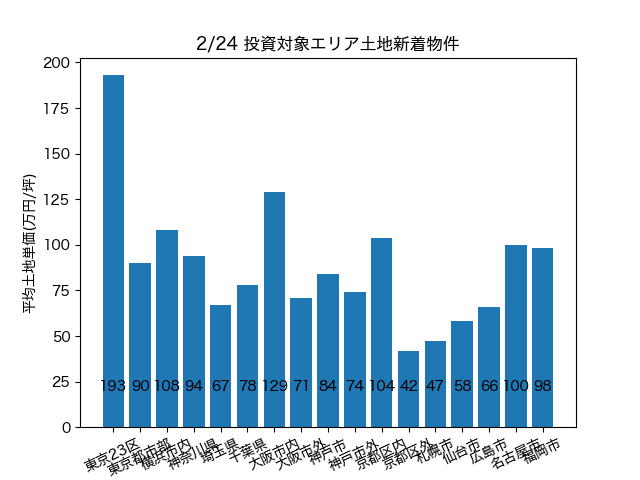 2/24 投資対象エリア土地新着物件
平均土地単価(万円/坪)
200
175
150
125
100
75
50
25
0
193 90 108 94 67 78 129 71 84 74 104 42 47 58 66 100 98
東京23区 東京都市部 横浜市内 神奈川県 埼玉県 千葉県 大阪市内 大阪市外 神戸市 神戸市外 京都区内 京都区外 札幌市 仙台市 広島市 名古屋市 福岡市